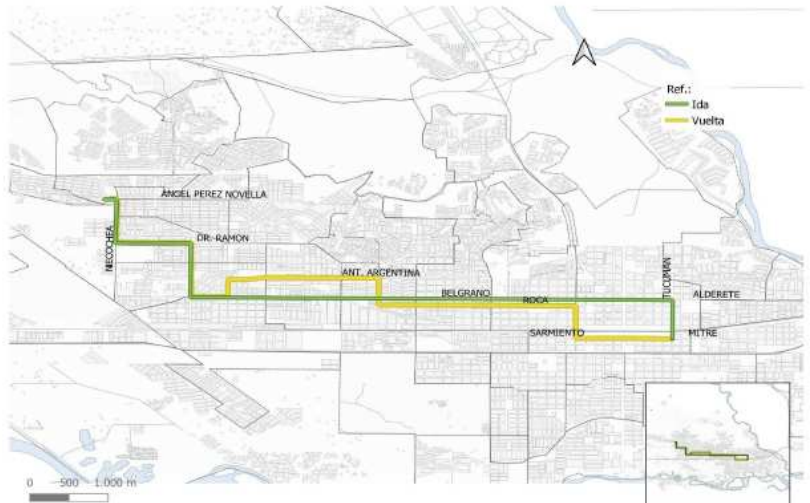 Ref.:
Ida
Vuelta
ÁNGEL PEREZ NOVELLA
NECOCHEA
DR. RAMON
ANT. ARGENTINA
BELGRANO
ROCA
TUCUMAN
ALDERETE
SARMIENTO
MITRE
0 500 1.000 m